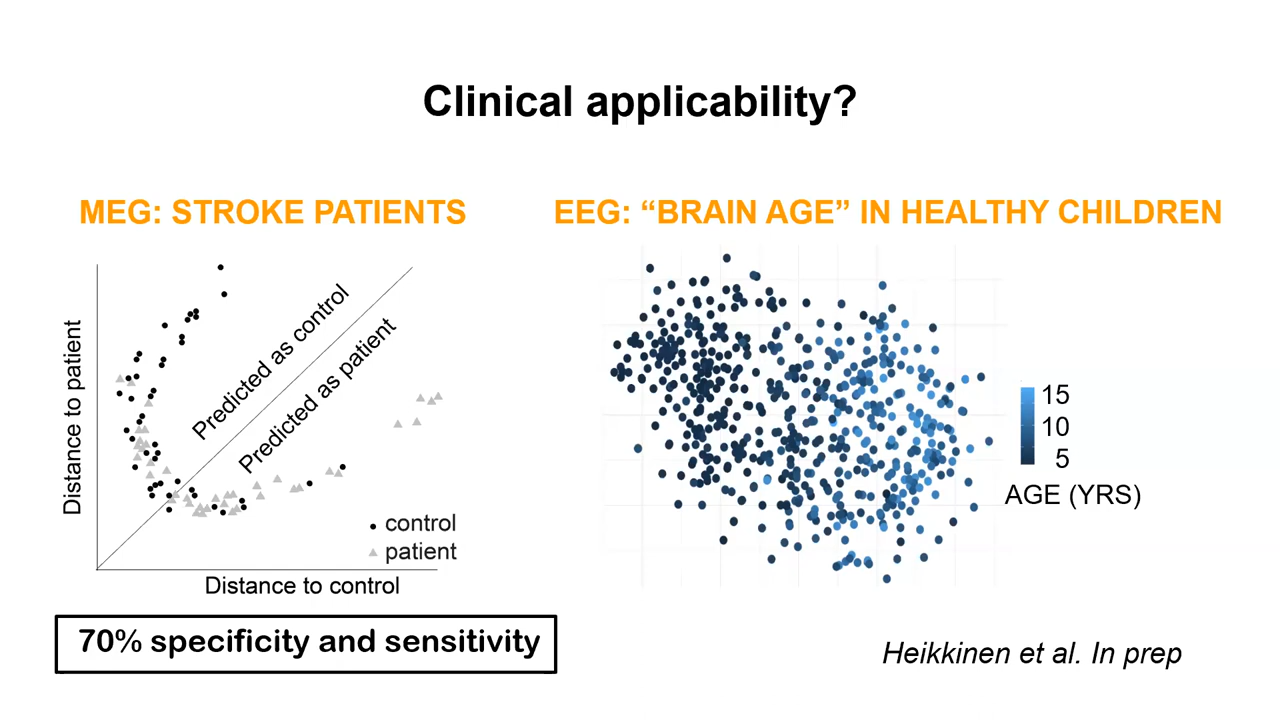 Clinical applicability?
MEG: STROKE PATIENTS
Distance to patient
Predicted as control
Predicted as patient
control
patient
Distance to control
70% specificity and sensitivity
EEG: “BRAIN AGE” IN HEALTHY CHILDREN
15
10
5
AGE (YRS)
Heikkinen et al. In prep